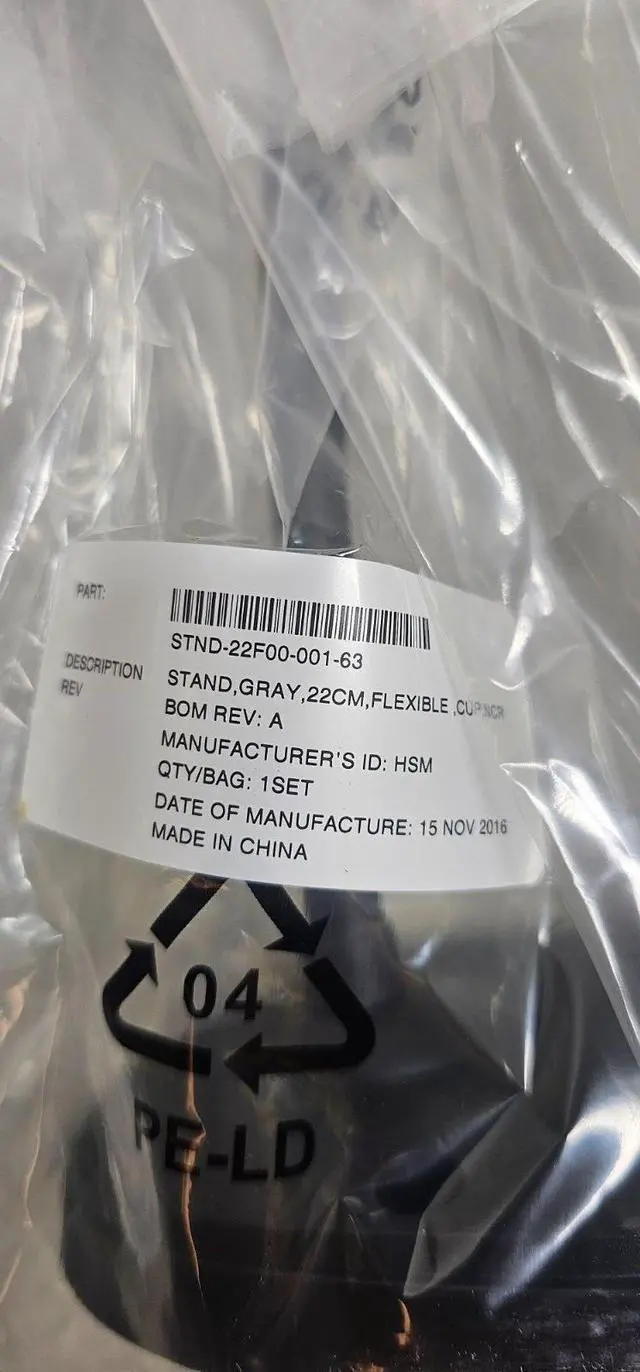 PART:
STND-22F00-001-63
DESCRIPTION STAND,GRAY,22CM,FLEXIBLE ,CUP,NCR
REV BOM REV: A
MANUFACTURER'S ID: HSM
QTY/BAG: 1SET
DATE OF MANUFACTURE: 15 NOV 2016
MADE IN CHINA
04
PE-LD